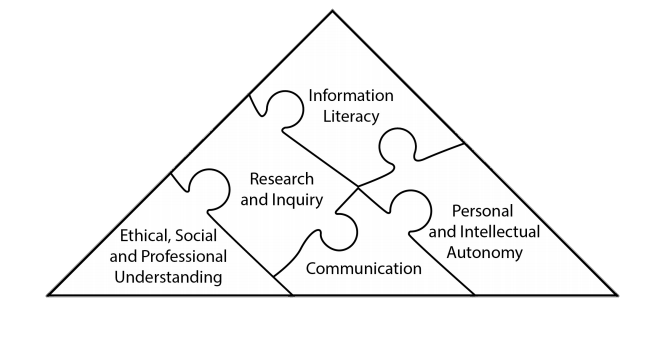 Information
Literacy
Research
and Inquiry
Personal
and Intellectual
Autonomy
Ethical, Social
and Professional
Understanding
Communication